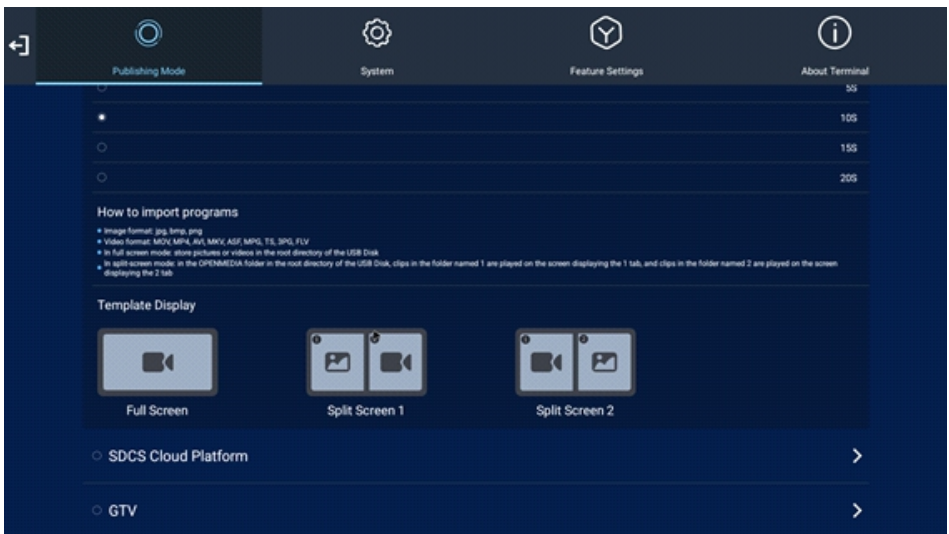 Publishing Mode
System
Feature Settings
About Terminal
5S
10S
15S
20S
How to import programs
Image format: jpg, bmp, png
Video format: MOV, MP4, AVI, MKV, ASF, MPG, TS, 3PG, FLV
In full screen mode: store pictures or videos in the root directory of the USB Disk
In split-screen mode: in the OPENMEDIA folder in the root directory of the USB Disk, clips in the folder named 1 are played on the screen displaying the 1 tab, and clips in the folder named 2 are played on the screen
displaying the 2 tab
Template Display
Full Screen
Split Screen 1
Split Screen 2
SDCS Cloud Platform
GTV